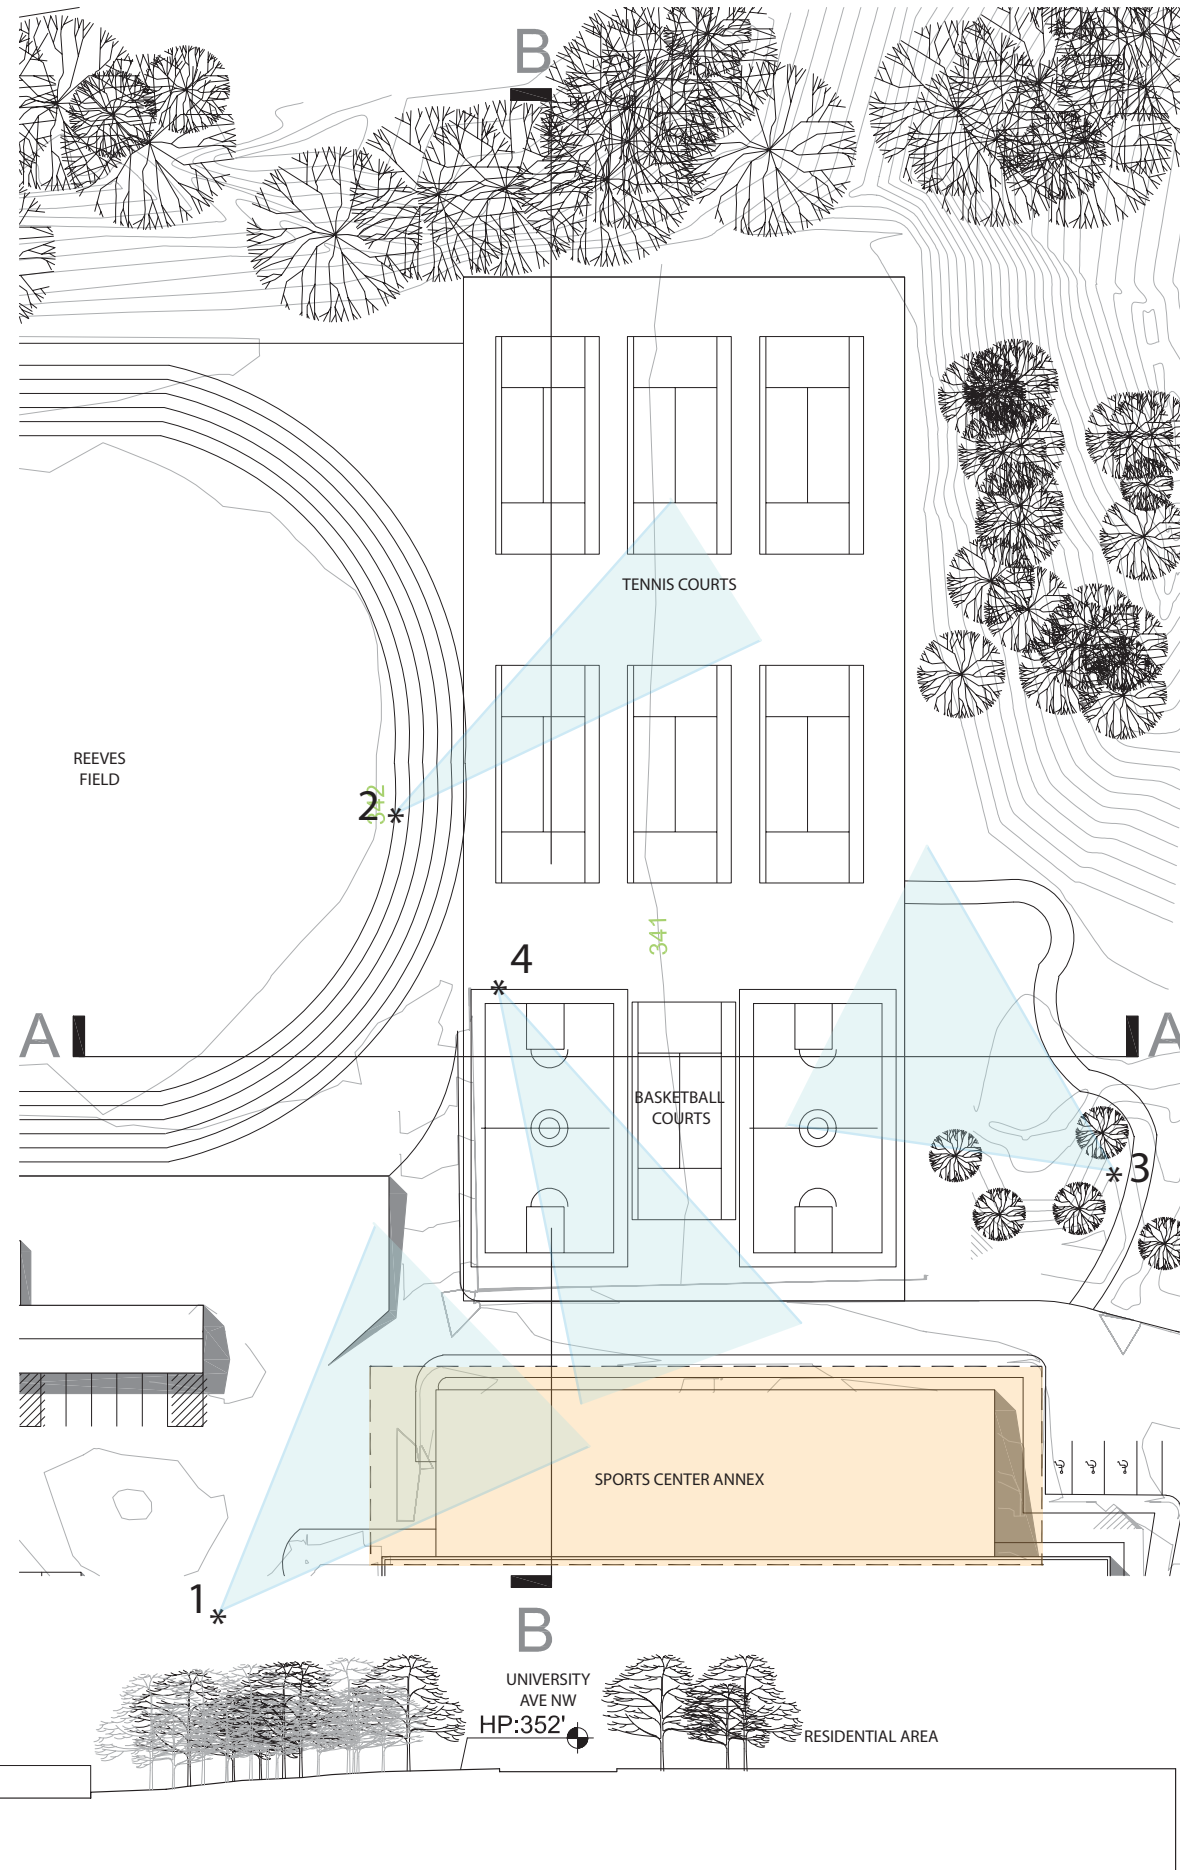 B
TENNIS COURTS
REEVES
FIELD
342
2
341
4
A
A
BASKETBALL
COURTS
3
SPORTS CENTER ANNEX
1
B
UNIVERSITY
AVE NW
HP:352'
RESIDENTIAL AREA